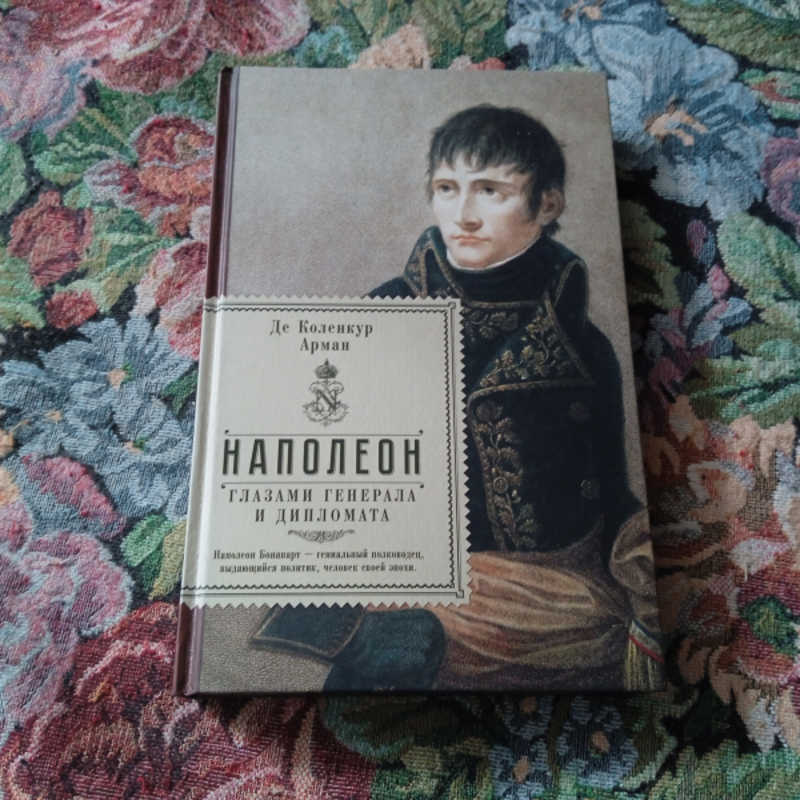 Де Коленкур
Арман
N
НАПОЛЕОН
ГЛАЗАМИ ГЕНЕРАЛА
И ДИПЛОМАТА
Наполеон Бонапарт — гениальный полководец,
выдающийся политик, человек своей эпохи.